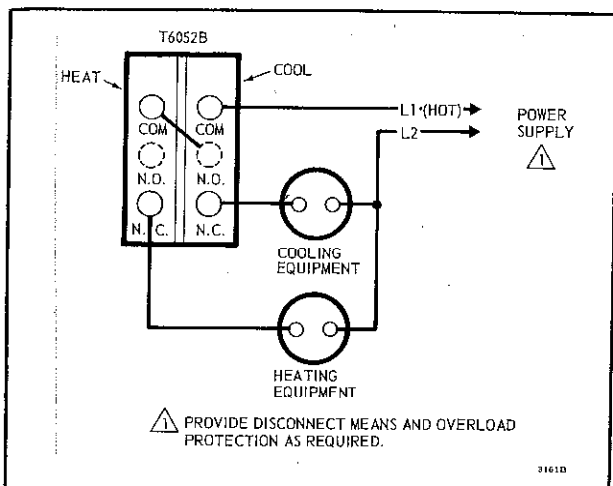 T6052B
HEAT
COOL
COM
COM
N.O.
N.O.
N.C.
N.C.
L1 (HOT)
L2
POWER
SUPPLY
1
COOLING
EQUIPMENT
HEATING
EQUIPMENT
1 PROVIDE DISCONNECT MEANS AND OVERLOAD
PROTECTION AS REQUIRED.
3161B